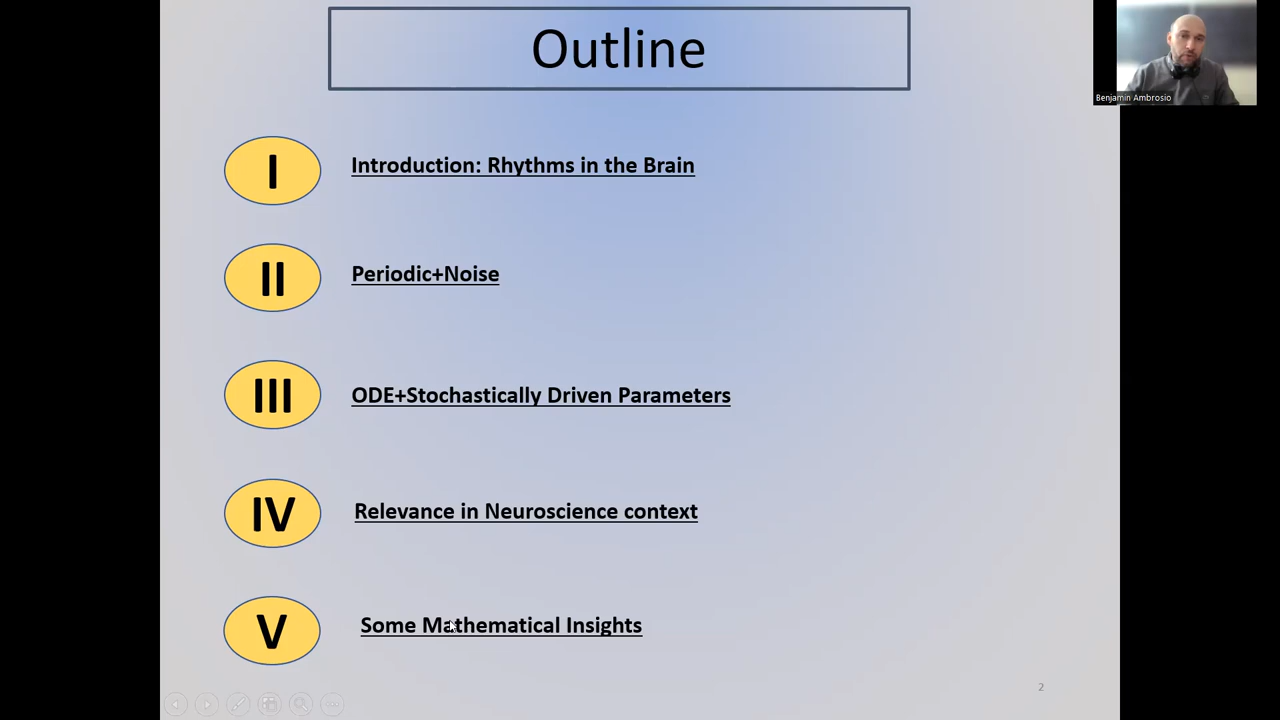 Outline
Benjamin Ambrosio
I
Introduction: Rhythms in the Brain
II
Periodic+Noise
III
ODE+Stochastically Driven Parameters
IV
Relevance in Neuroscience context
V
Some Mathematical Insights
2